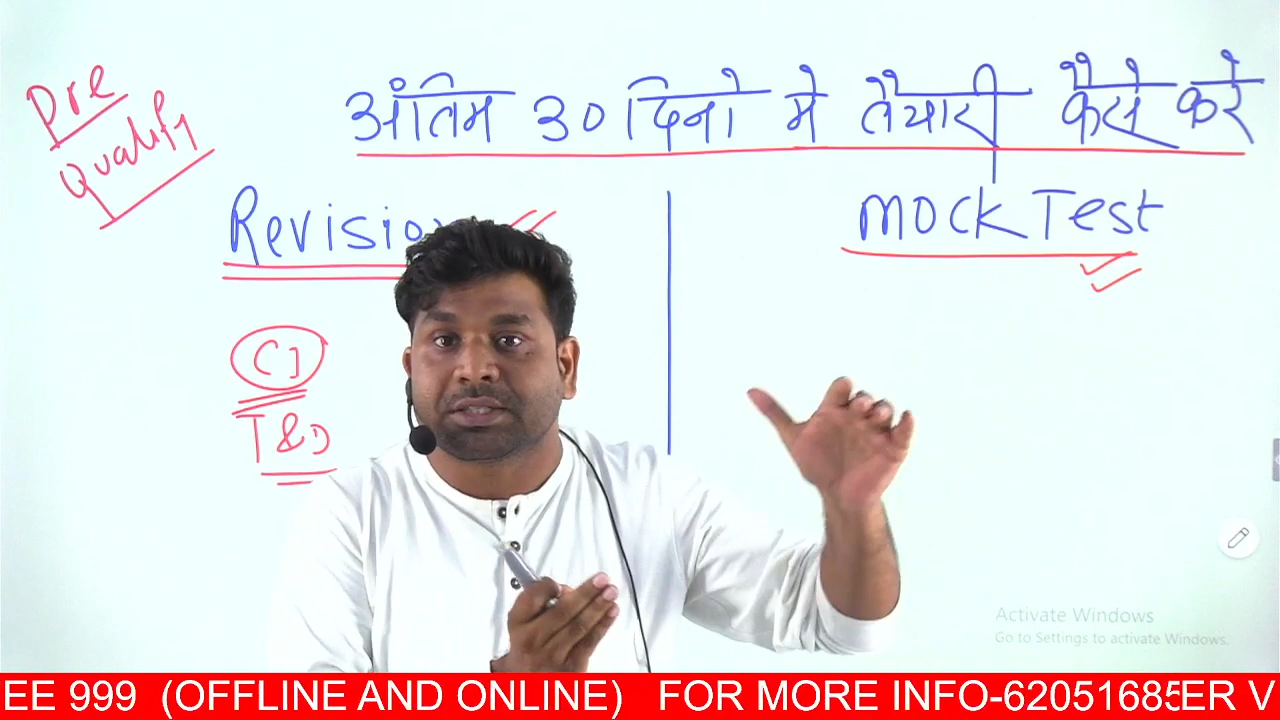 Pre
Qualify
अंतिम 30 दिनो मे तैयारी कैसे करे
Revisio
Mock Test
CI
T&D
Activate Windows
Go to Settings to activate Windows.
EE 999 (OFFLINE AND ONLINE) FOR MORE INFO-62051685ER V